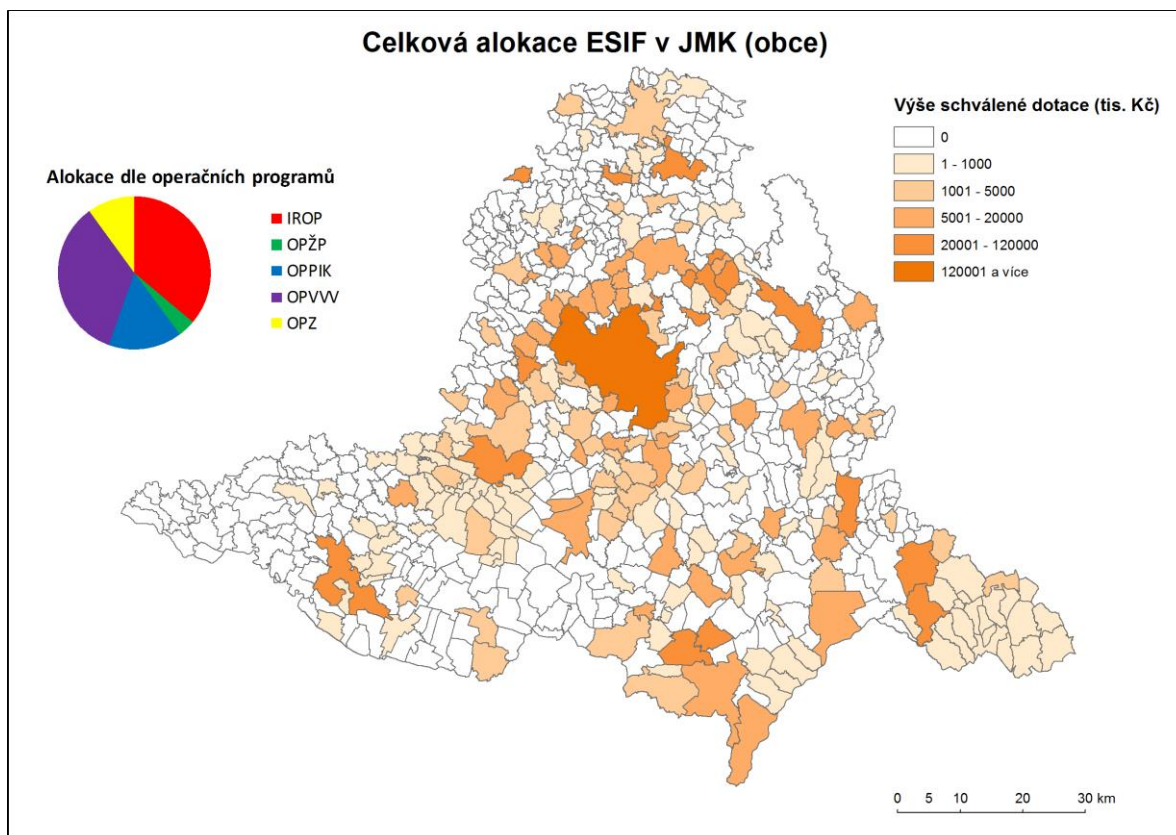 Celková alokace ESIF v JMK (obce)
Výše schválené dotace (tis. Kč)
0
1 - 1000
1001 - 5000
5001 - 20000
20001 - 120000
120001 a více
Alokace dle operačních programů
IROP
OPŽP
OPPIK
OPVVV
OPZ
0 5 10 20 30 km